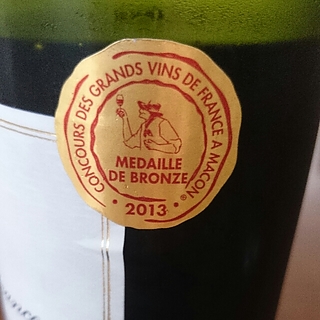 CONCOURS DES GRANDS VINS DE FRANCE A MACON ®
MEDAILLE
DE BRONZE
• 2013 •